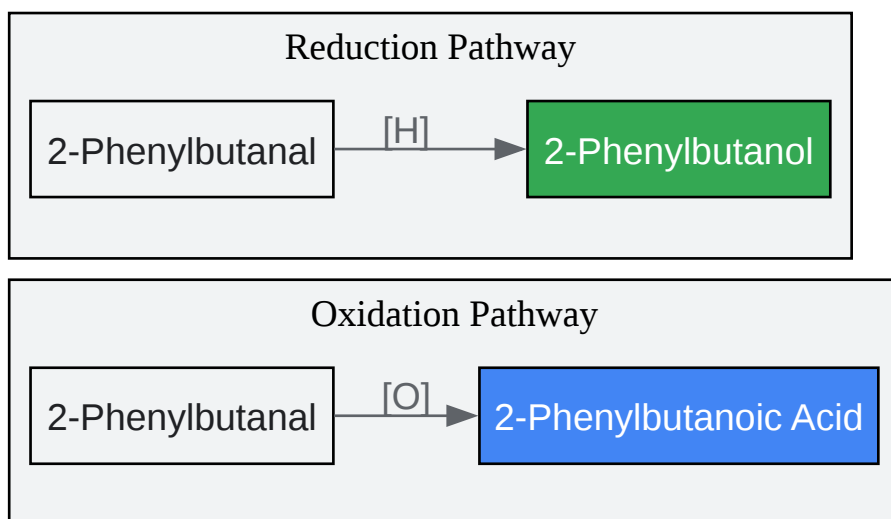 Reduction Pathway
2-Phenylbutanal
[H]
2-Phenylbutanol
Oxidation Pathway
2-Phenylbutanal
[O]
2-Phenylbutanoic Acid